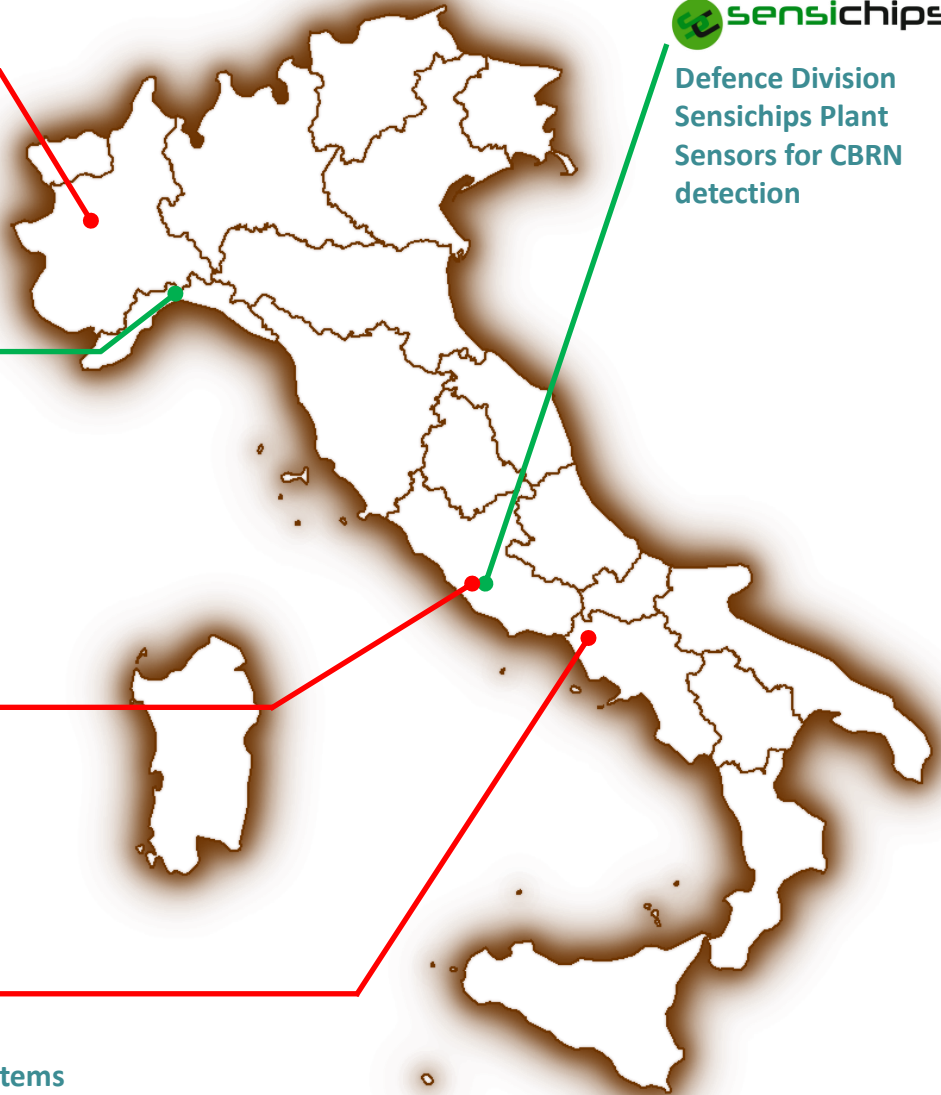 sensichips
Defence Division
Sensichips Plant
Sensors for CBRN
detection
tems